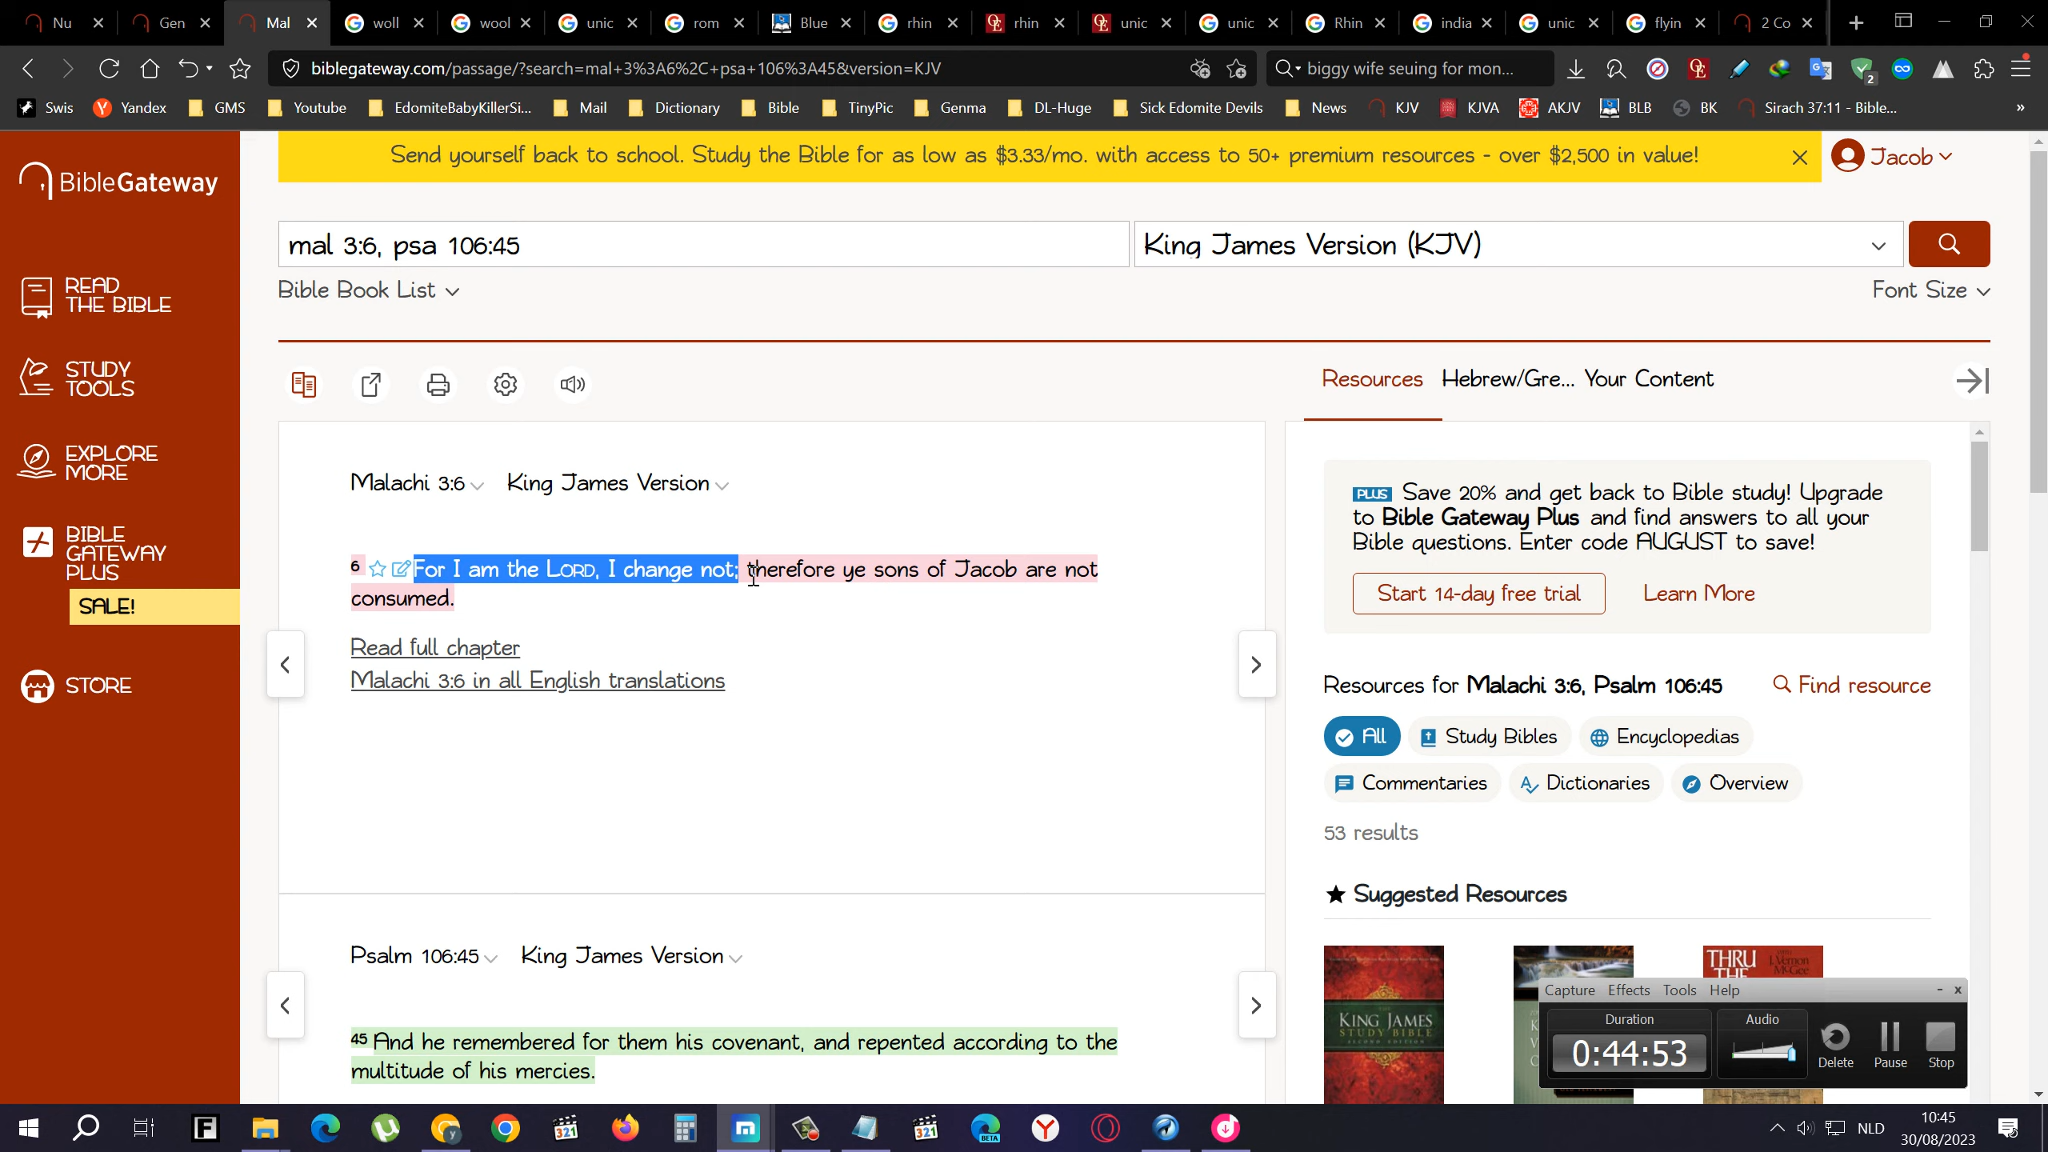 Nu
Gen
Mal
woll
wool
unic
rom
Blue
rhin
rhin
unic
unic
Rhin
india
unic
flyin
2 Co
biblegateway.com/passage/?search=mal+3%3A6%2C+psa+106%3A45&version=KJV
biggy wife seuing for mon...
2
Swis
Yandex
GMS
Youtube
EdomiteBabyKillerSi...
Mail
Dictionary
Bible
TinyPic
Genma
DL-Huge
Sick Edomite Devils
News
KJV
KJVA
AKJV
BLB
BK
Sirach 37:11 - Bible...
BibleGateway
READ
THE BIBLE
STUDY
TOOLS
EXPLORE
MORE
BIBLE
GATEWAY
PLUS
SALE!
STORE
Send yourself back to school. Study the Bible for as low as $3.33/mo. with access to 50+ premium resources - over $2,500 in value!
Jacob
mal 3:6, psa 106:45
King James Version (KJV)
Bible Book List
Font Size
Resources
Hebrew/Gre...
Your Content
Malachi 3:6
King James Version
6 For I am the LORD, I change not; therefore ye sons of Jacob are not
consumed.
Read full chapter
Malachi 3:6 in all English translations
Psalm 106:45
King James Version
45 And he remembered for them his covenant, and repented according to the
multitude of his mercies.
PLUS Save 20% and get back to Bible study! Upgrade
to Bible Gateway Plus and find answers to all your
Bible questions. Enter code AUGUST to save!
Start 14-day free trial
Learn More
Resources for Malachi 3:6, Psalm 106:45
Find resource
All
Study Bibles
Encyclopedias
Commentaries
Dictionaries
Overview
53 results
Suggested Resources
KING JAMES
STUDY BIBLE
SECOND EDITION
THRU
THE
J. Vernon
McGee
Capture
Effects
Tools
Help
Duration
Audio
0:44:53
Delete
Pause
Stop
NLD
10:45
30/08/2023